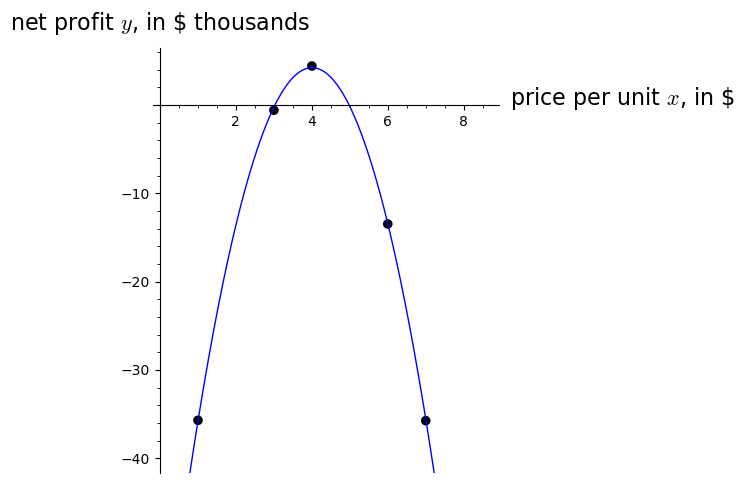 net profit y, in $ thousands
price per unit x, in $
2 4 6 8
−10
−20
−30
−40